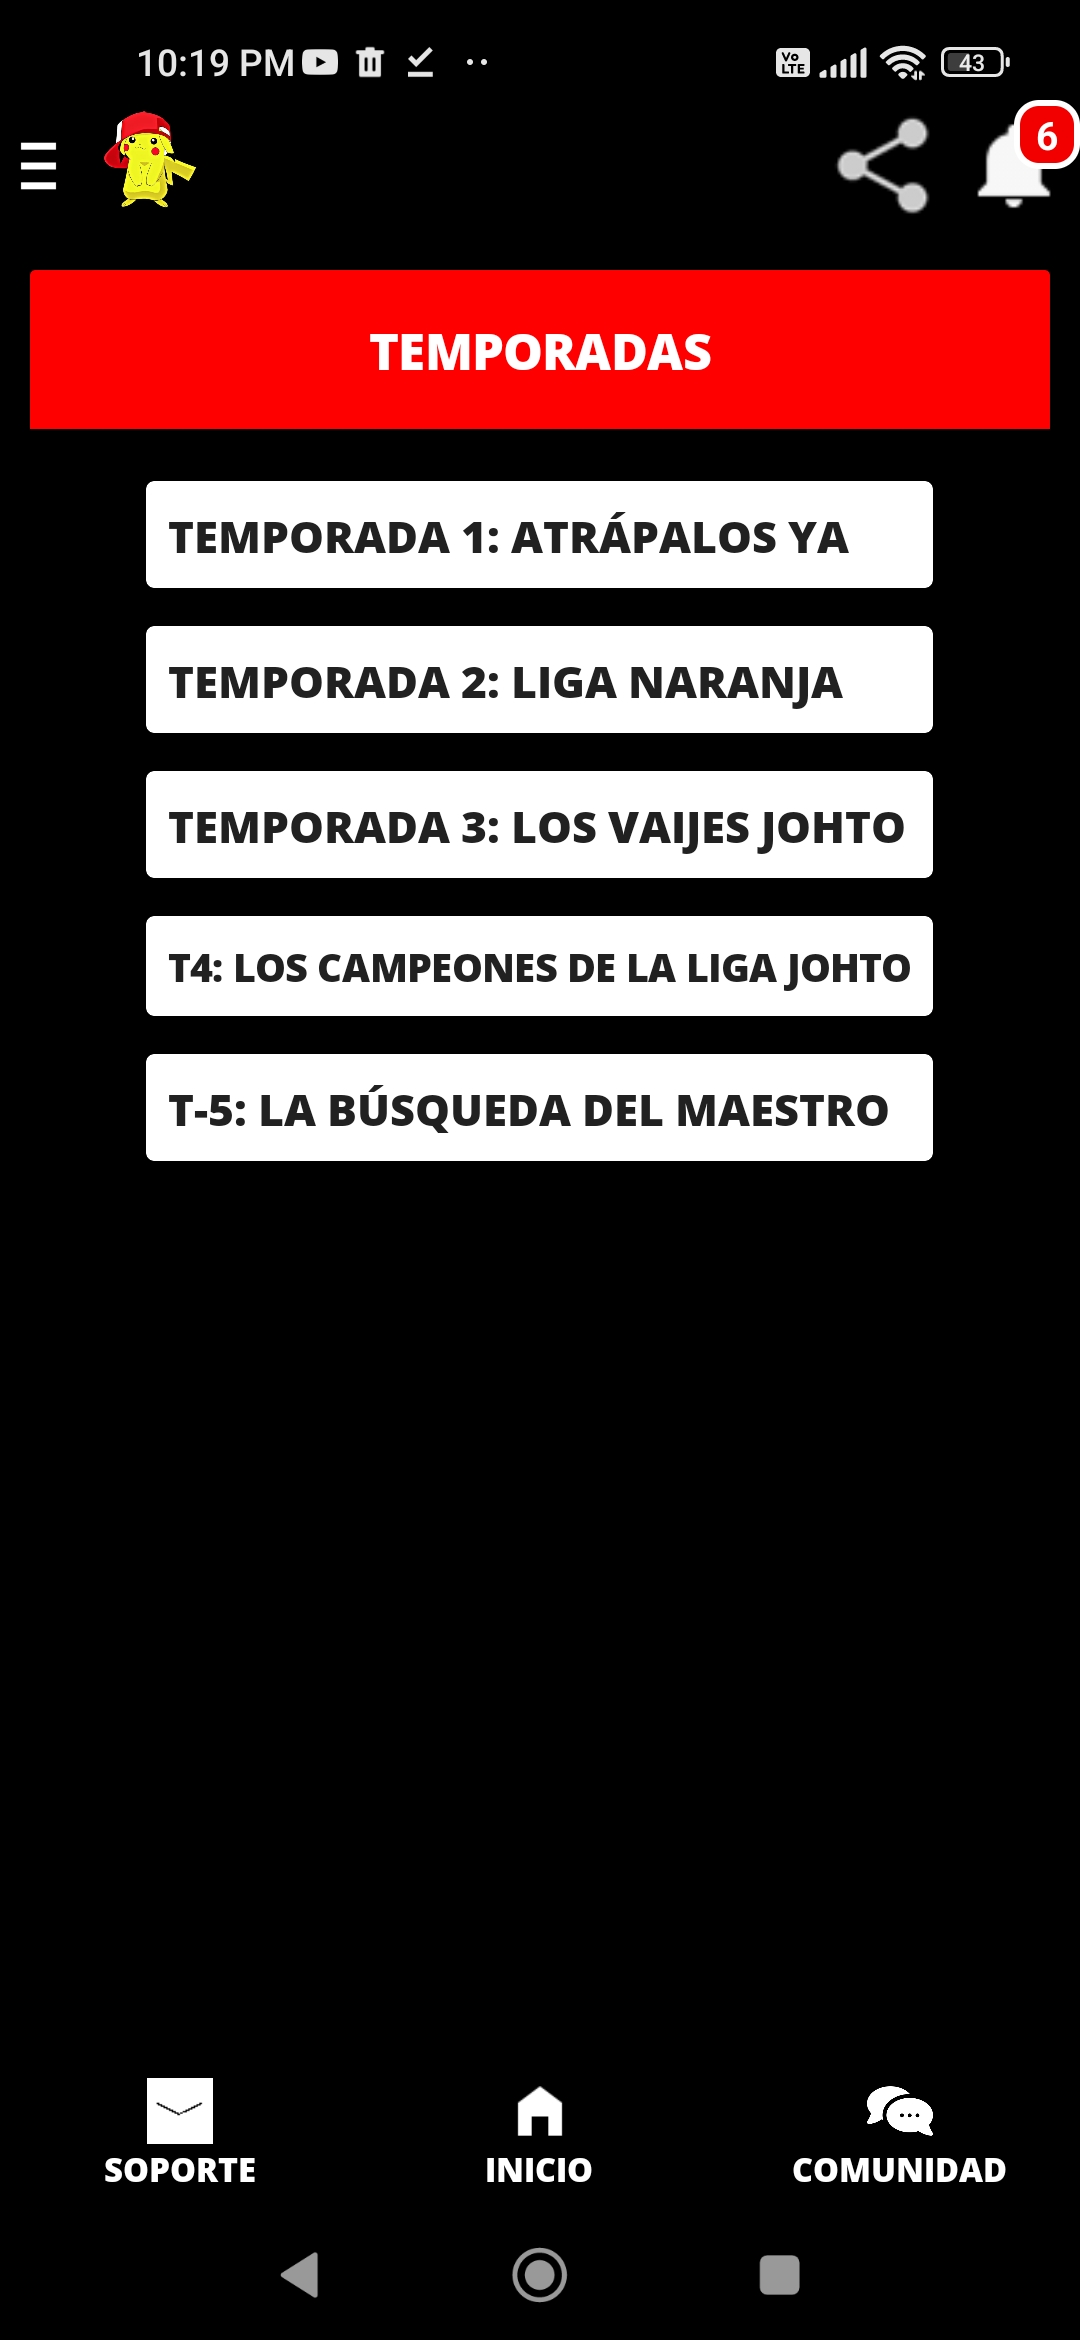 10:19 PM
Vo LTE
43
6
TEMPORADAS
TEMPORADA 1: ATRÁPALOS YA
TEMPORADA 2: LIGA NARANJA
TEMPORADA 3: LOS VAIJES JOHTO
T4: LOS CAMPEONES DE LA LIGA JOHTO
T-5: LA BÚSQUEDA DEL MAESTRO
SOPORTE
INICIO
COMUNIDAD